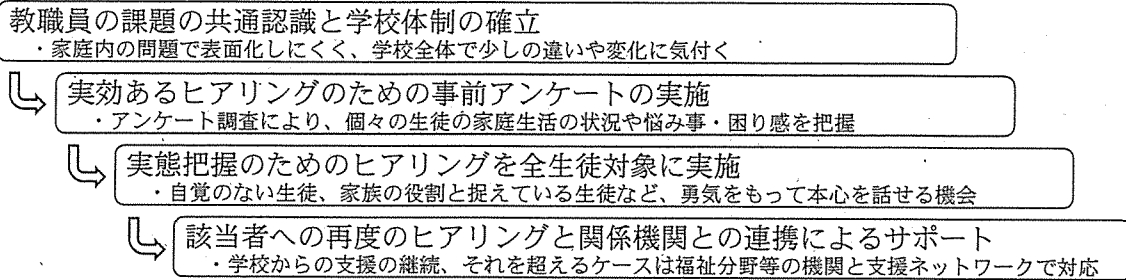 教職員の課題の共通認識と学校体制の確立
・家庭内の問題で表面化しにくく、学校全体で少しの違いや変化に気付く
実効あるヒアリングのための事前アンケートの実施
・アンケート調査により、個々の生徒の家庭生活の状況や悩み事・困り感を把握
実態把握のためのヒアリングを全生徒対象に実施
・自覚のない生徒、家族の役割と捉えている生徒など、勇気をもって本心を話せる機会
該当者への再度のヒアリングと関係機関との連携によるサポート
・学校からの支援の継続、それを超えるケースは福祉分野等の機関と支援ネットワークで対応